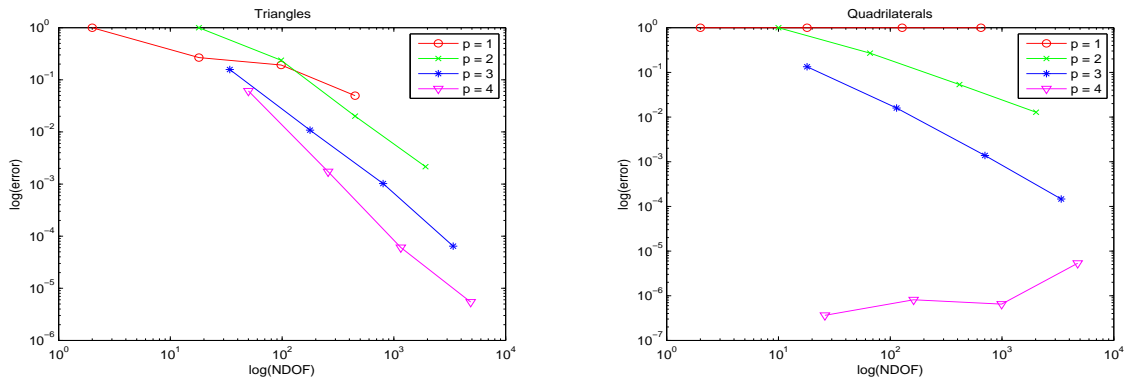 Triangles
10^0
10^-1
10^-2
10^-3
10^-4
10^-5
10^-6
log(error)
10^0
10^1
10^2
10^3
10^4
log(NDOF)
p = 1
p = 2
p = 3
p = 4
Quadrilaterals
10^0
10^-1
10^-2
10^-3
10^-4
10^-5
10^-6
10^-7
log(error)
10^0
10^1
10^2
10^3
10^4
log(NDOF)
p = 1
p = 2
p = 3
p = 4